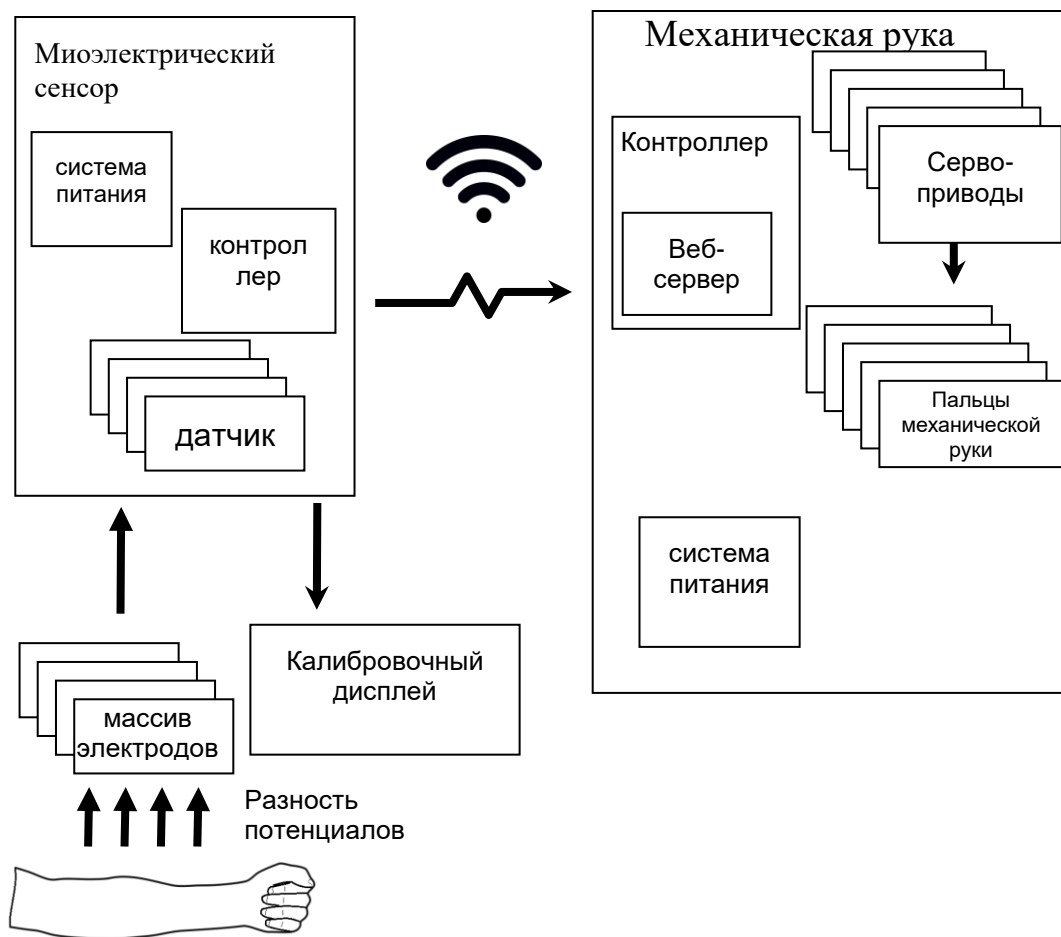 Миоэлектрический
сенсор
система
питания
контрол
лер
датчик
Механическая рука
Контроллер
Веб-
сервер
Серво-
приводы
Пальцы
механической
руки
система
питания
массив
электродов
Калибровочный
дисплей
Разность
потенциалов